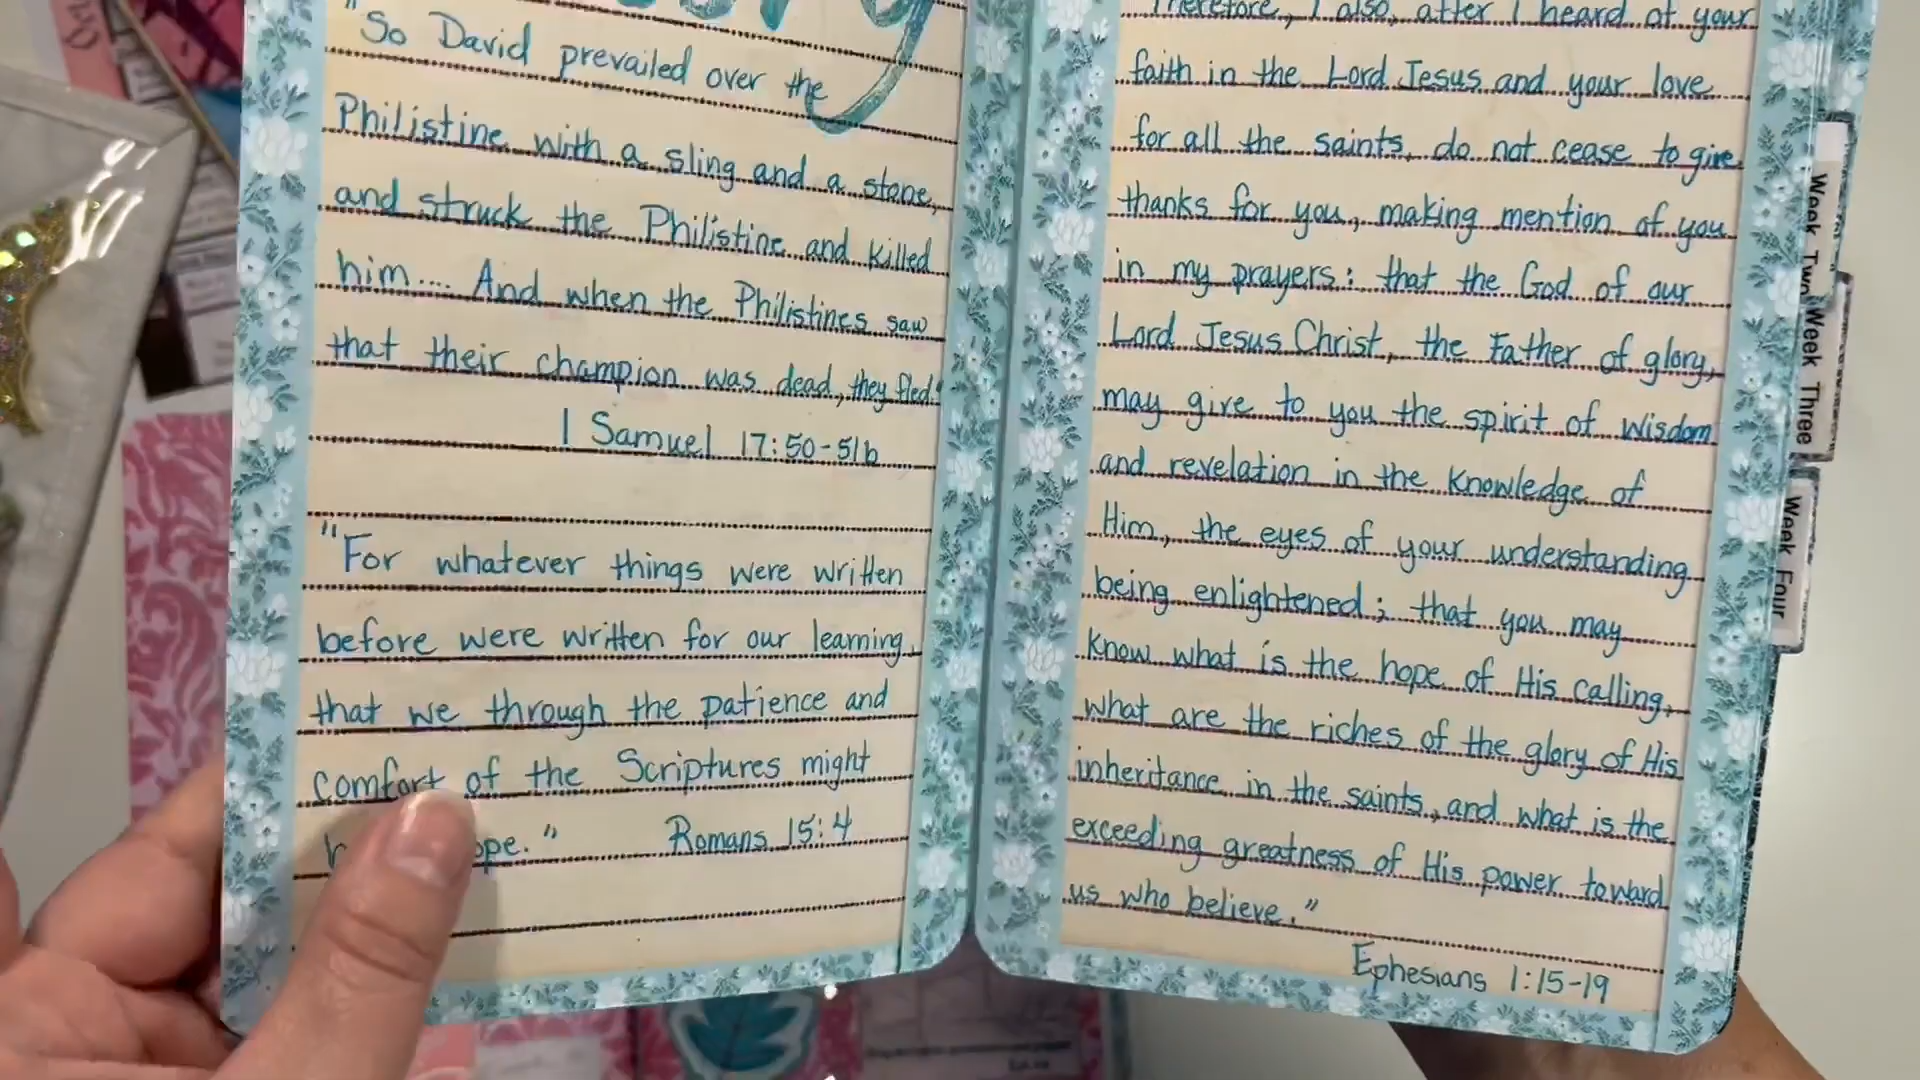 "So David prevailed over the
Philistine with a sling and a stone,
and struck the Philistine and killed
him.... And when the Philistines saw
that their champion was dead, they fled."
1 Samuel 17:50-51b
"For whatever things were written
before were written for our learning,
that we through the patience and
comfort of the Scriptures might
ope." Romans 15:4
Therefore, I also, after I heard of your
faith in the Lord Jesus and your love
for all the saints, do not cease to give
thanks for you, making mention of you
in my prayers: that the God of our
Lord Jesus Christ, the Father of glory,
may give to you the spirit of wisdom
and revelation in the knowledge of
Him, the eyes of your understanding
being enlightened; that you may
know what is the hope of His calling,
what are the riches of the glory of His
inheritance in the saints, and what is the
exceeding greatness of His power toward
us who believe."
Ephesians 1:15-19
Week Two
Week Three
Week Four